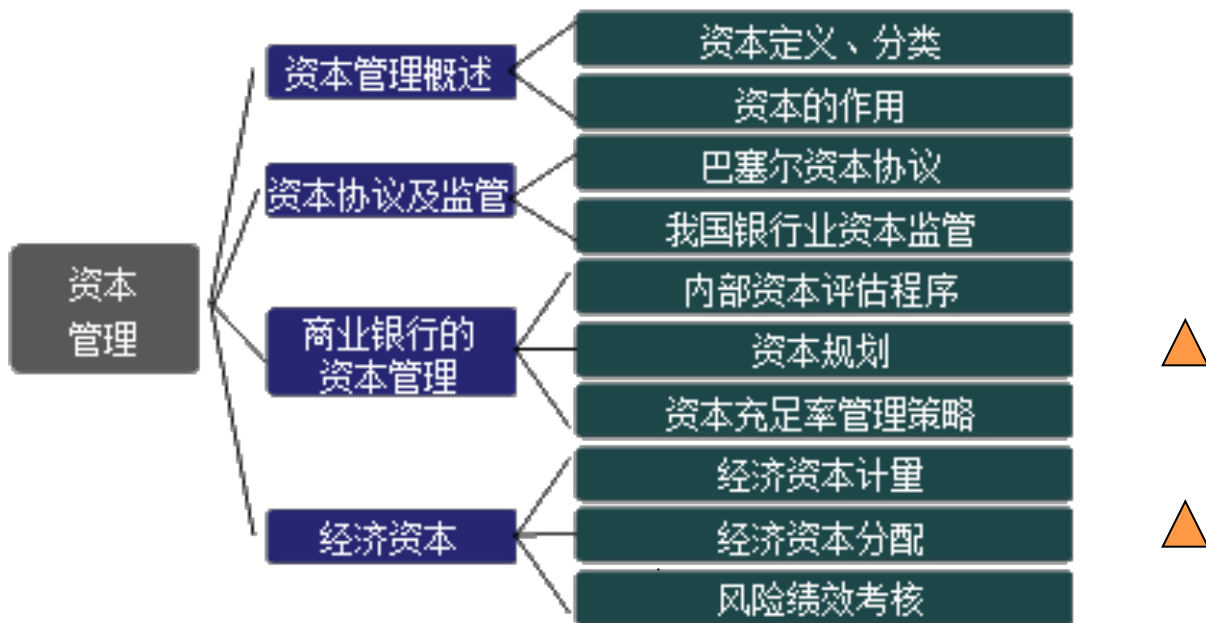 资本
管理
资本管理概述
资本定义、分类
资本的作用
资本协议及监管
巴塞尔资本协议
我国银行业资本监管
商业银行的
资本管理
内部资本评估程序
资本规划
资本充足率管理策略
经济资本
经济资本计量
经济资本分配
风险绩效考核